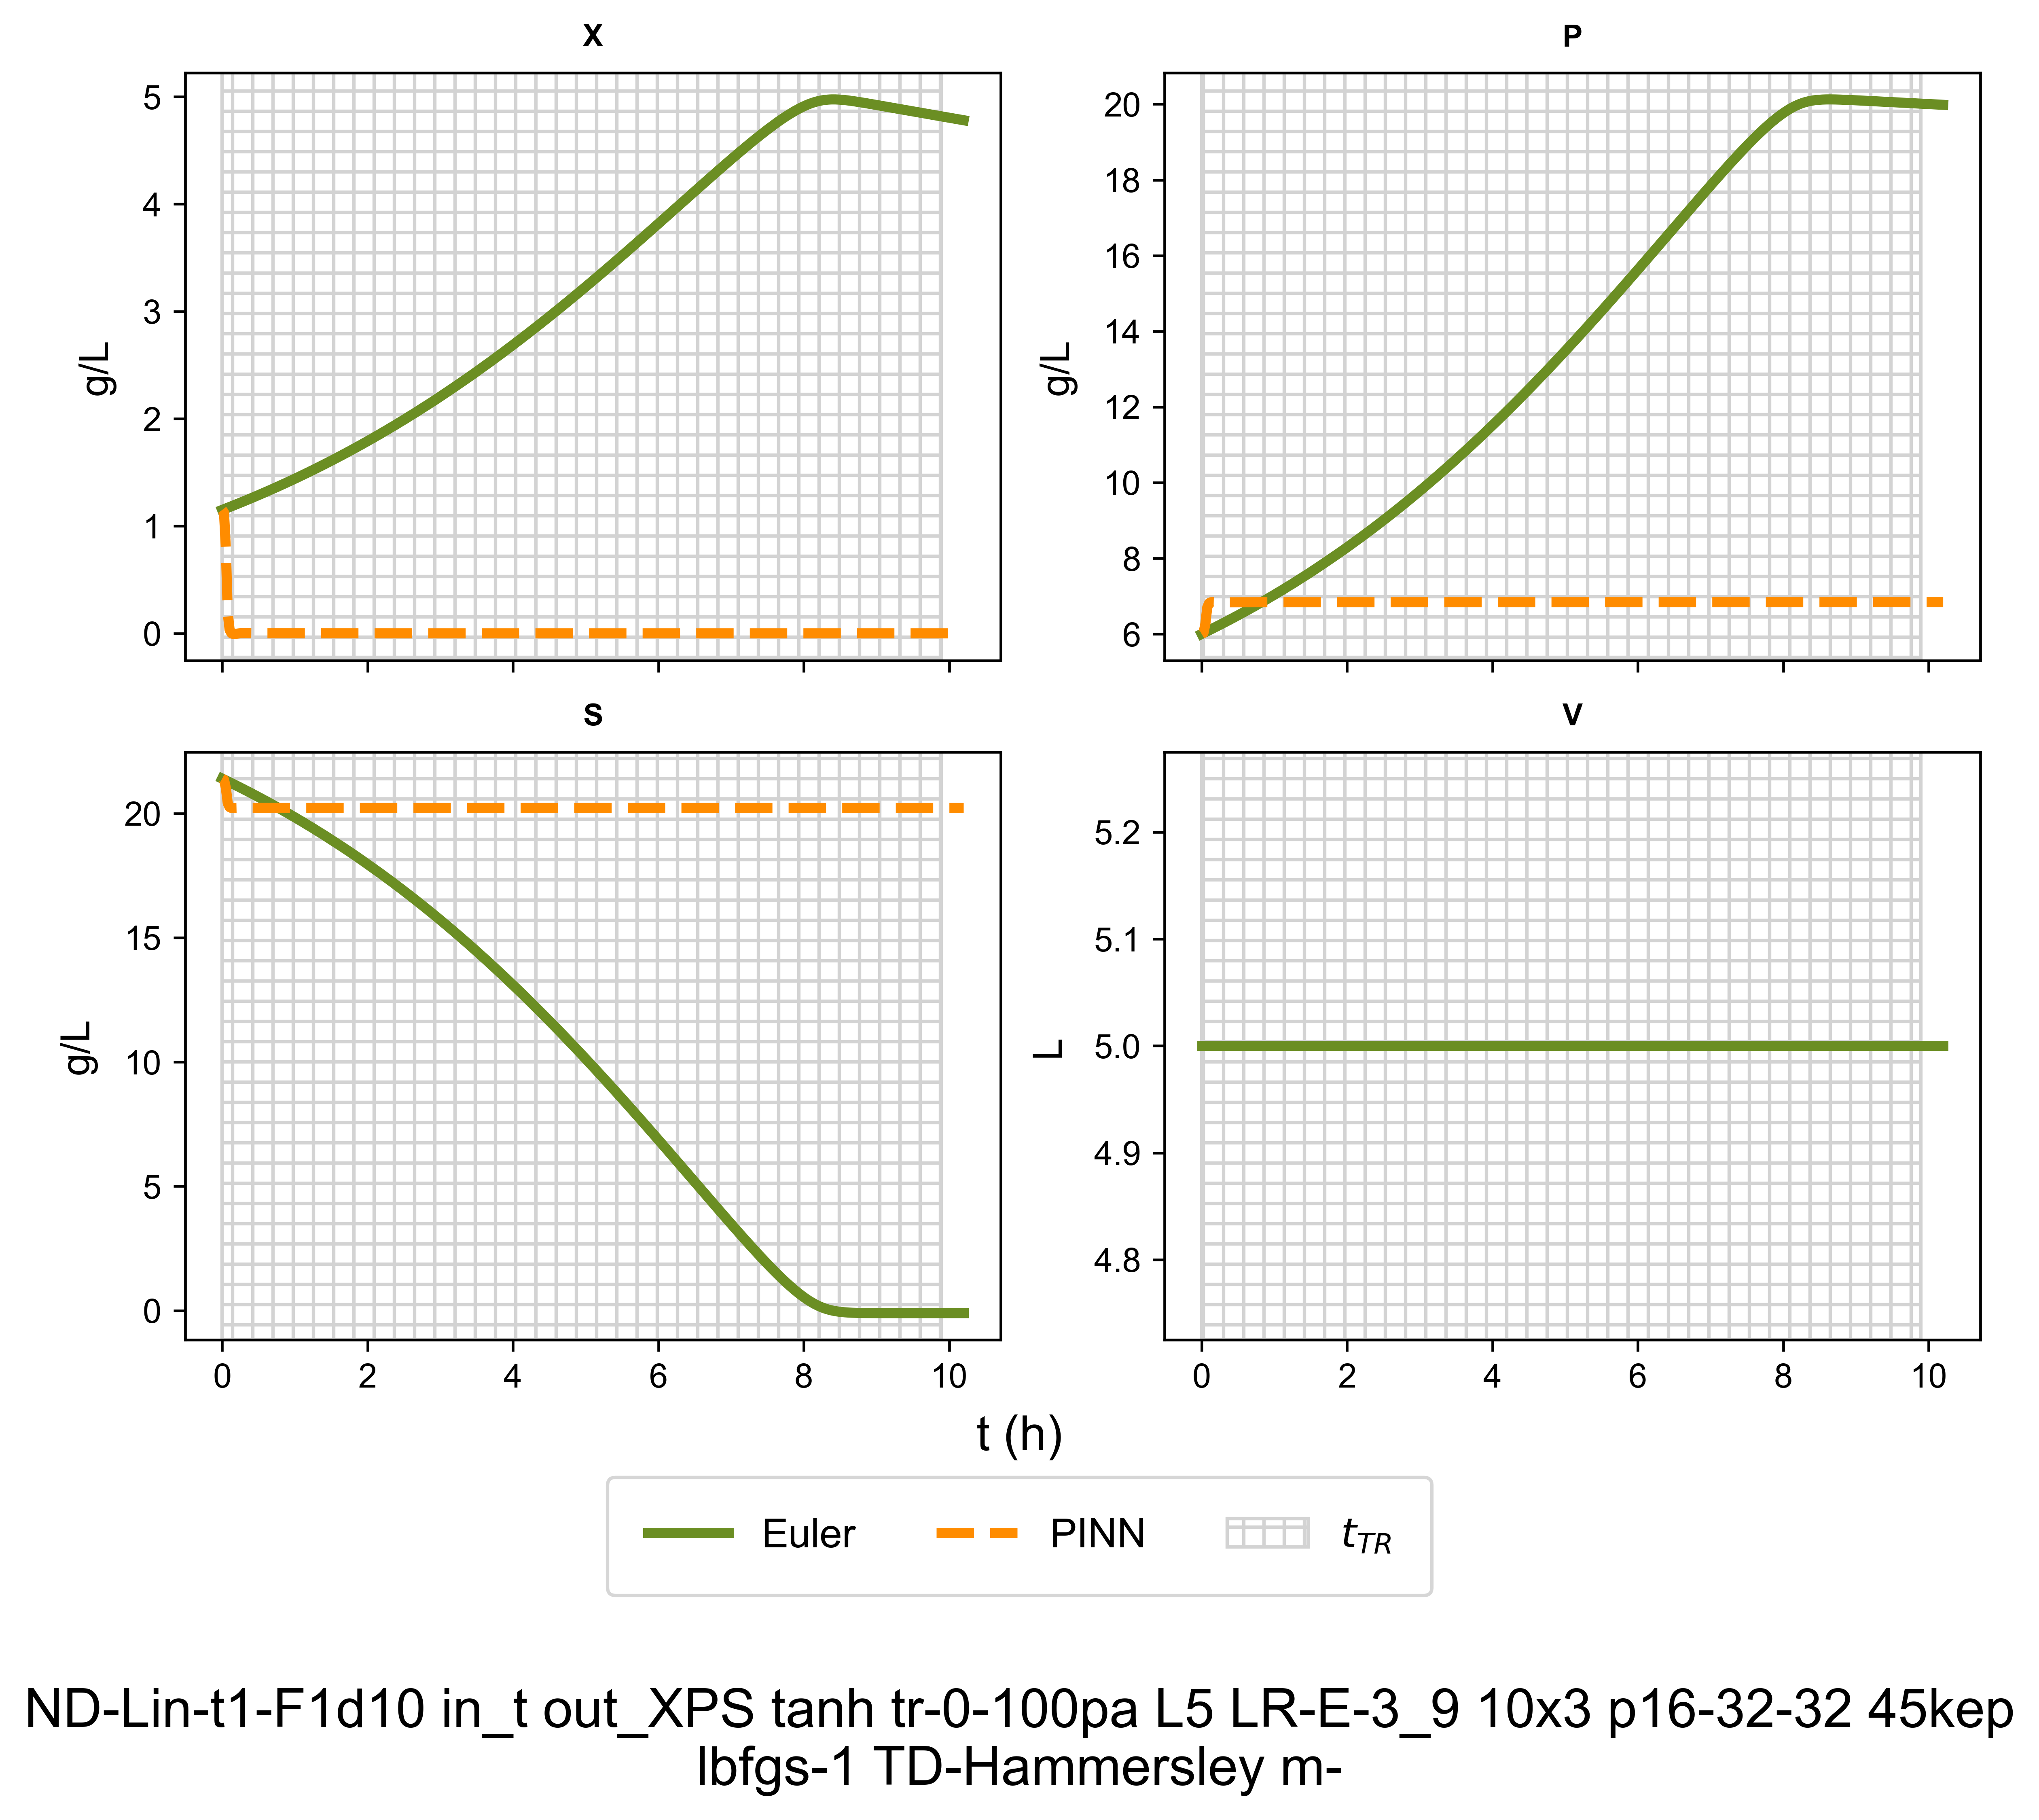 X
P
5
4
3
2
1
0
g/L
20
18
16
14
12
10
8
6
g/L
S
V
20
15
10
5
0
g/L
0 2 4 6 8 10
5.2
5.1
5.0
4.9
4.8
L
0 2 4 6 8 10
t (h)
Euler PINN t_TR
ND-Lin-t1-F1d10 in_t out_XPS tanh tr-0-100pa L5 LR-E-3_9 10x3 p16-32-32 45kep
lbfgs-1 TD-Hammersley m-